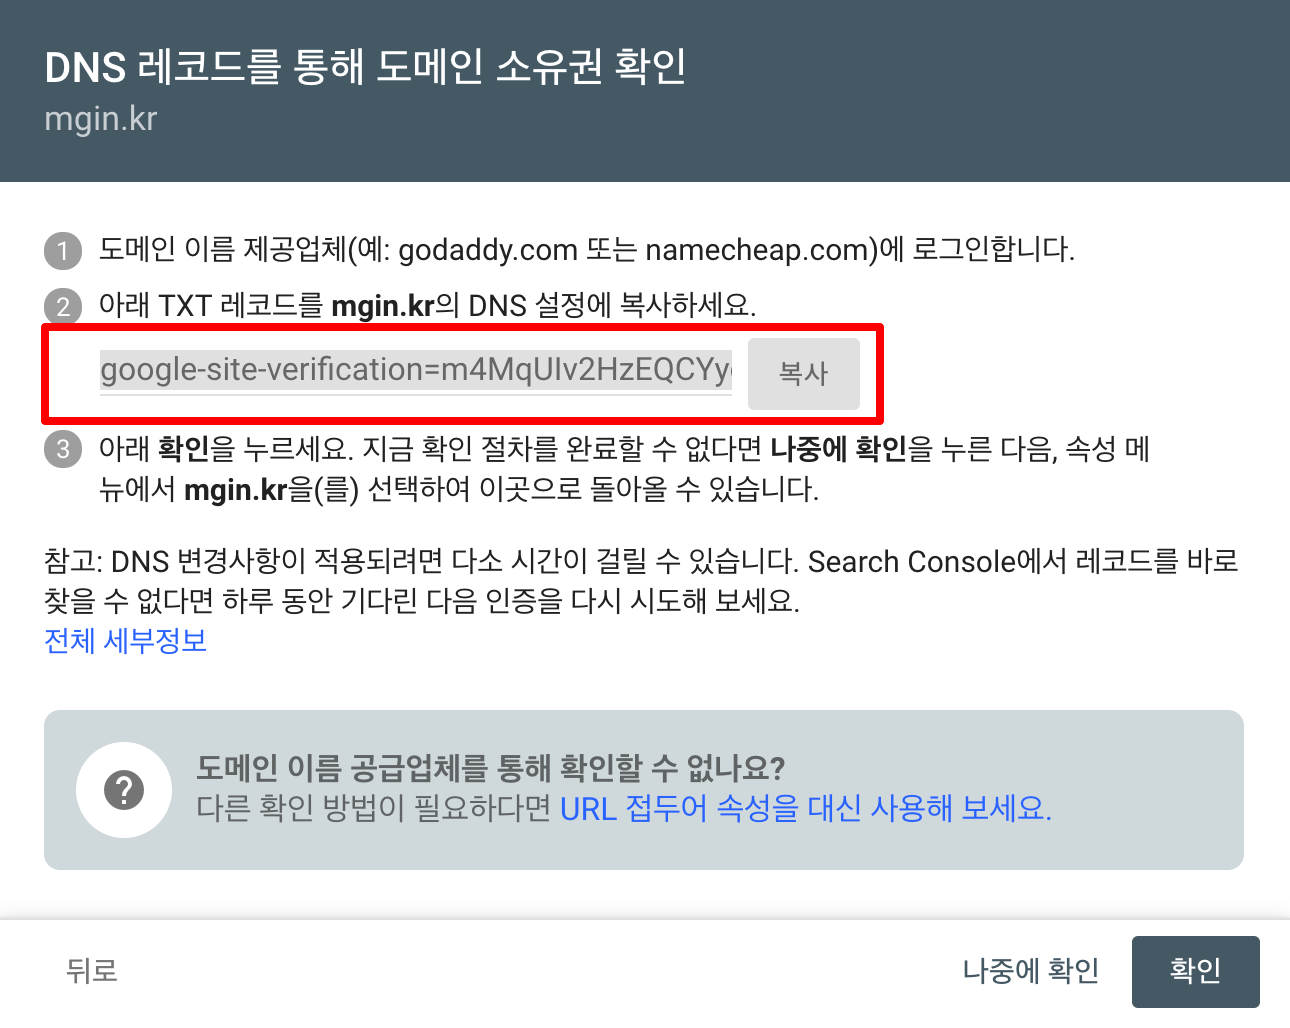 DNS 레코드를 통해 도메인 소유권 확인
mgin.kr
1 도메인 이름 제공업체(예: godaddy.com 또는 namecheap.com)에 로그인합니다.
2 아래 TXT 레코드를 mgin.kr의 DNS 설정에 복사하세요.
google-site-verification=m4MqUIv2HzEQCYy 복사
3 아래 확인을 누르세요. 지금 확인 절차를 완료할 수 없다면 나중에 확인을 누른 다음, 속성 메
뉴에서 mgin.kr을(를) 선택하여 이곳으로 돌아올 수 있습니다.
참고: DNS 변경사항이 적용되려면 다소 시간이 걸릴 수 있습니다. Search Console에서 레코드를 바로
찾을 수 없다면 하루 동안 기다린 다음 인증을 다시 시도해 보세요.
전체 세부정보
도메인 이름 공급업체를 통해 확인할 수 없나요?
다른 확인 방법이 필요하다면 URL 접두어 속성을 대신 사용해 보세요.
뒤로 나중에 확인 확인